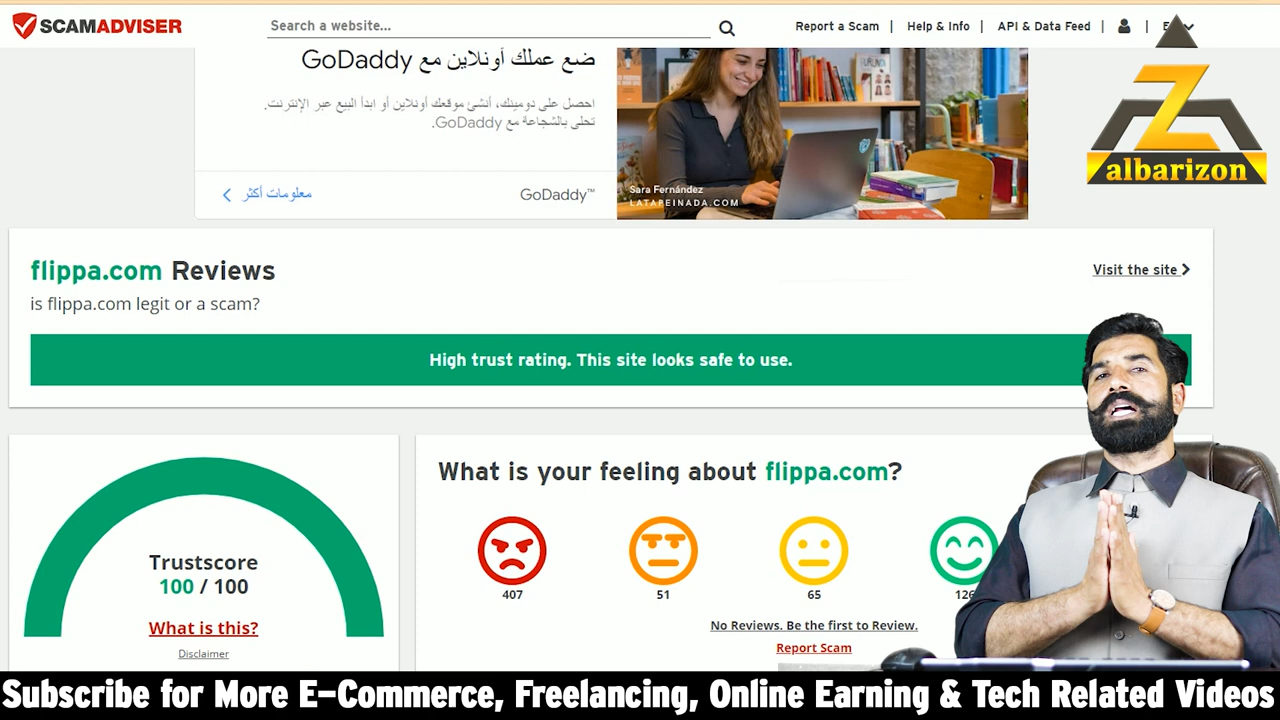 SCAMADVISER
Search a website...
Report a Scam | Help & Info | API & Data Feed |
ضع عملك أونلاين مع GoDaddy
احصل على دومينك، أنشئ موقعك أونلاين أو ابدأ البيع عبر الإنترنت.
تحلى بالشجاعة مع GoDaddy.
معلومات أكثر
GoDaddy™
Sara Fernández
LATAPEINADA.COM
albarizon
flippa.com Reviews
Visit the site
is flippa.com legit or a scam?
High trust rating. This site looks safe to use.
Trustscore
100 / 100
What is this?
Disclaimer
What is your feeling about flippa.com?
407
51
65
No Reviews. Be the first to Review.
Report Scam
Subscribe for More E-Commerce, Freelancing, Online Earning & Tech Related Videos